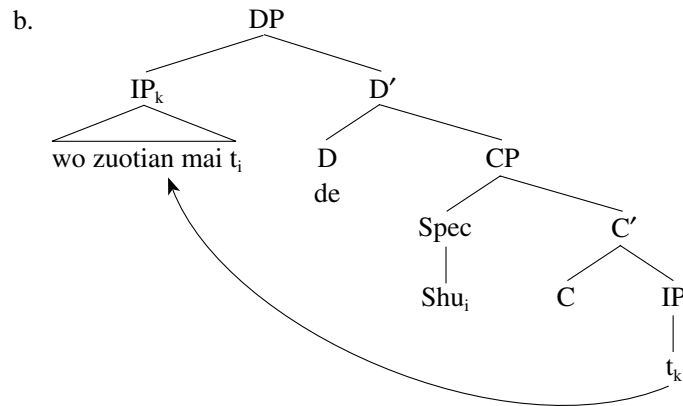 b. DP
IPₖ D′
wo zuotian mai tᵢ D CP
de
Spec C′
Shuᵢ C IP
tₖ